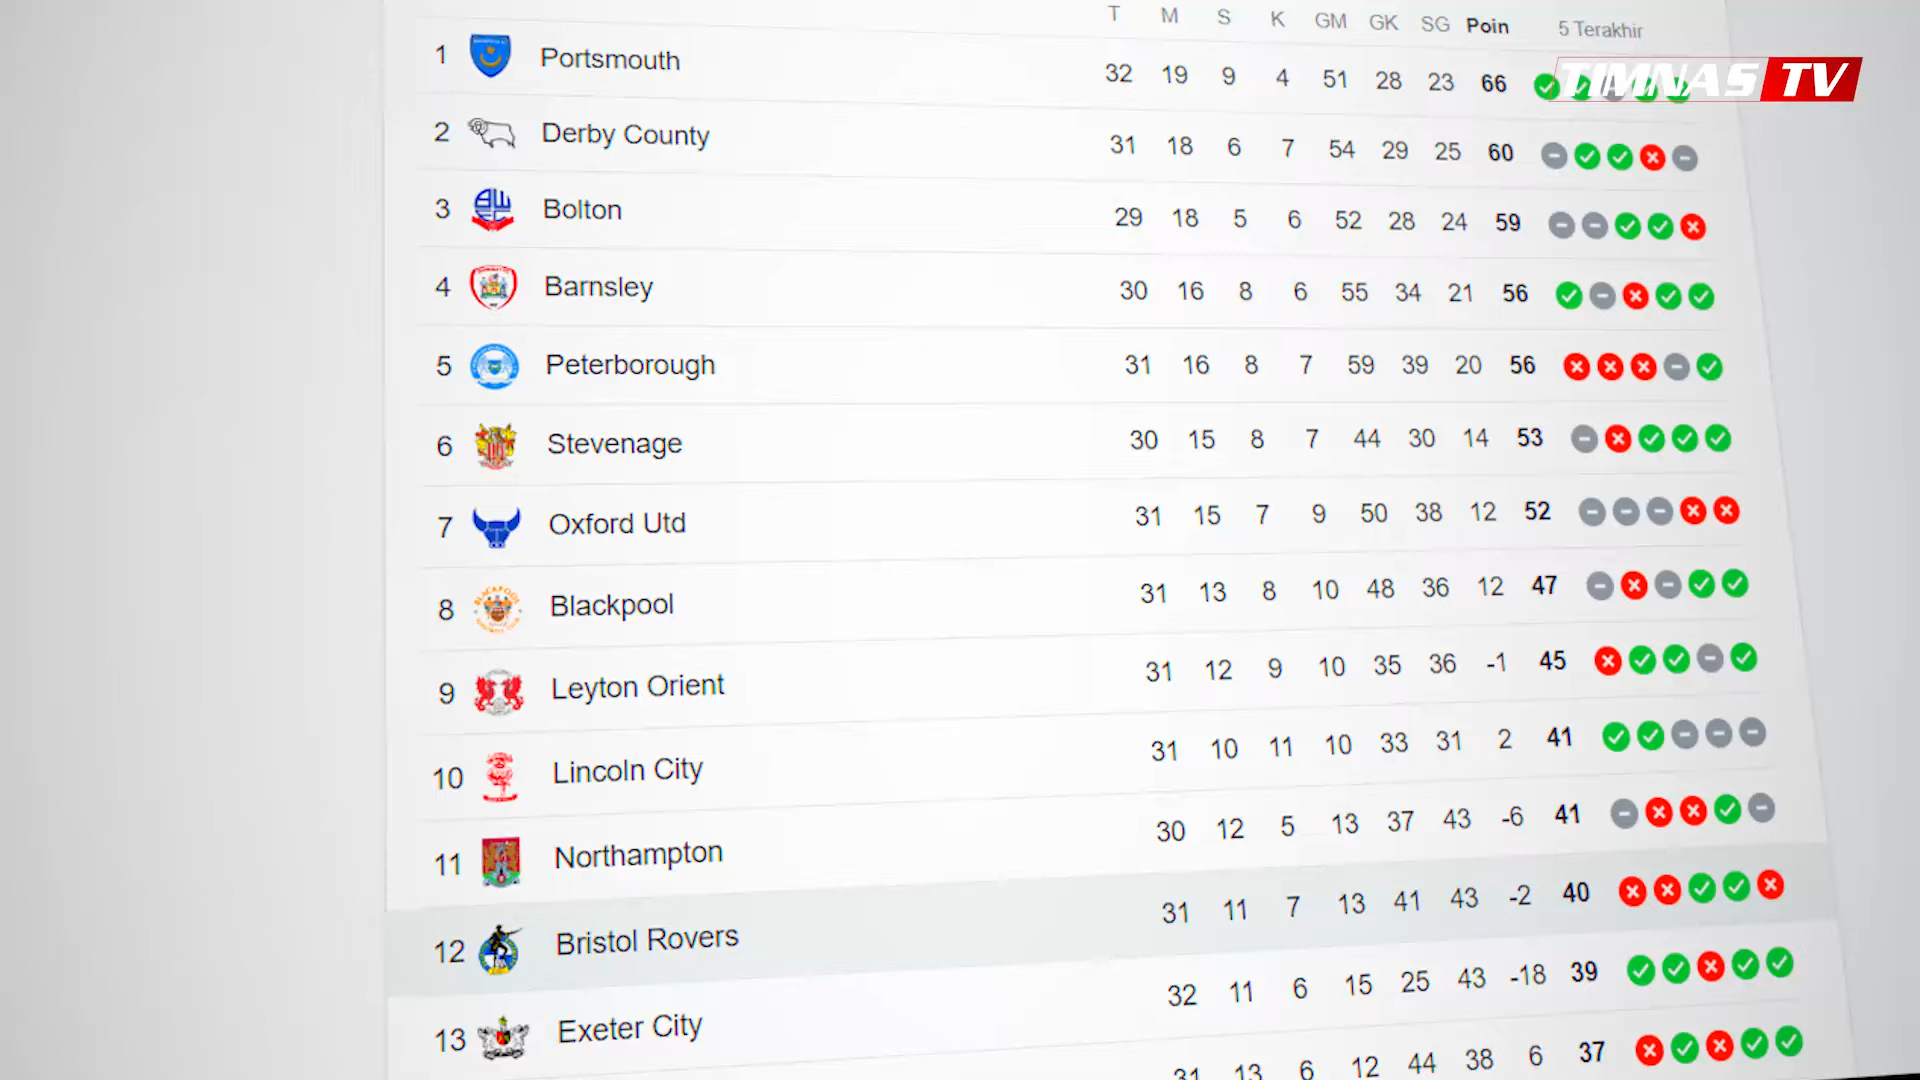 T M S K GM GK SG Poin 5 Terakhir
TIMNAS TV
1 Portsmouth 32 19 9 4 51 28 23 66
2 Derby County 31 18 6 7 54 29 25 60
3 Bolton 29 18 5 6 52 28 24 59
4 Barnsley 30 16 8 6 55 34 21 56
5 Peterborough 31 16 8 7 59 39 20 56
6 Stevenage 30 15 8 7 44 30 14 53
7 Oxford Utd 31 15 7 9 50 38 12 52
8 Blackpool 31 13 8 10 48 36 12 47
9 Leyton Orient 31 12 9 10 35 36 -1 45
10 Lincoln City 31 10 11 10 33 31 2 41
11 Northampton 30 12 5 13 37 43 -6 41
12 Bristol Rovers 31 11 7 13 41 43 -2 40
13 Exeter City 32 11 6 15 25 43 -18 39
31 13 6 12 44 38 6 37